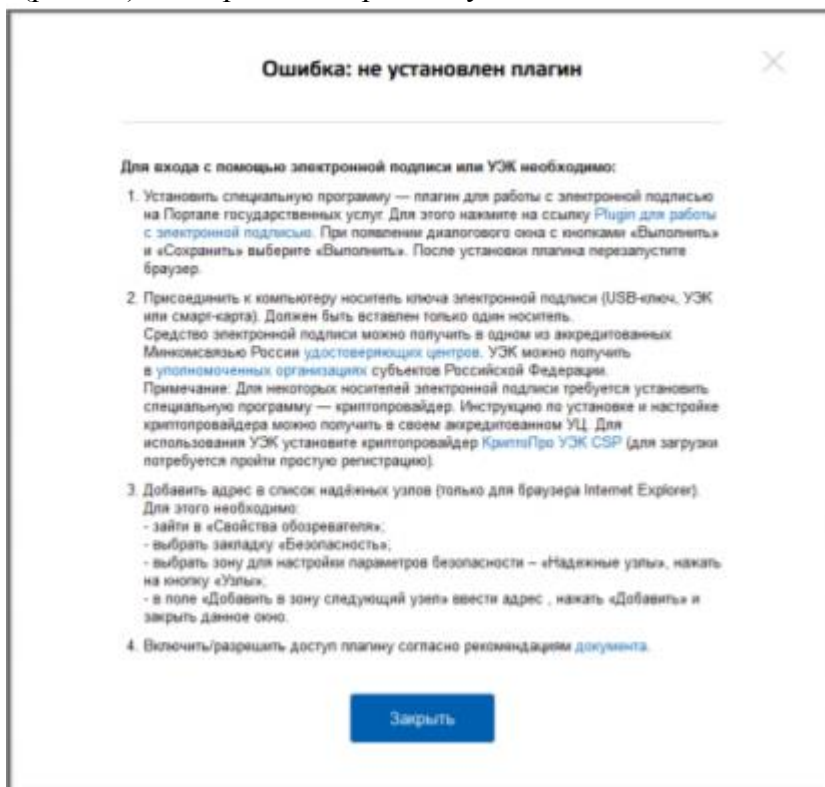 Ошибка: не установлен плагин
Для входа с помощью электронной подписи или УЭК необходимо:
1. Установить специальную программу — плагин для работы с электронной подписью
на Портале государственных услуг. Для этого нажмите на ссылку Plugin для работы
с электронной подписью. При появлении диалогового окна с кнопками «Выполнить»
и «Сохранить» выберите «Выполнить». После установки плагина перезапустите
браузер.
2. Присоединить к компьютеру носитель ключа электронной подписи (USB-ключ, УЭК
или смарт-карта). Должен быть вставлен только один носитель.
Средство электронной подписи можно получить в одном из аккредитованных
Минкомсвязью России удостоверяющих центров. УЭК можно получить
в уполномоченных организациях субъектов Российской Федерации.
Примечание: Для некоторых носителей электронной подписи требуется установить
специальную программу — криптопровайдер. Инструкцию по установке и настройке
криптопровайдера можно получить в своем аккредитованном УЦ. Для
использования УЭК установите криптопровайдер КриптоПро УЭК CSP (для загрузки
потребуется пройти простую регистрацию).
3. Добавить адрес в список надёжных узлов (только для браузера Internet Explorer).
Для этого необходимо:
- зайти в «Свойства обозревателя»;
- выбрать закладку «Безопасность»;
- выбрать зону для настройки параметров безопасности – «Надежные узлы», нажать
на кнопку «Узлы»;
- в поле «Добавить в зону следующий узел» ввести адрес , нажать «Добавить» и
закрыть данное окно.
4. Включить/разрешить доступ плагину согласно рекомендациям документа.
Закрыть